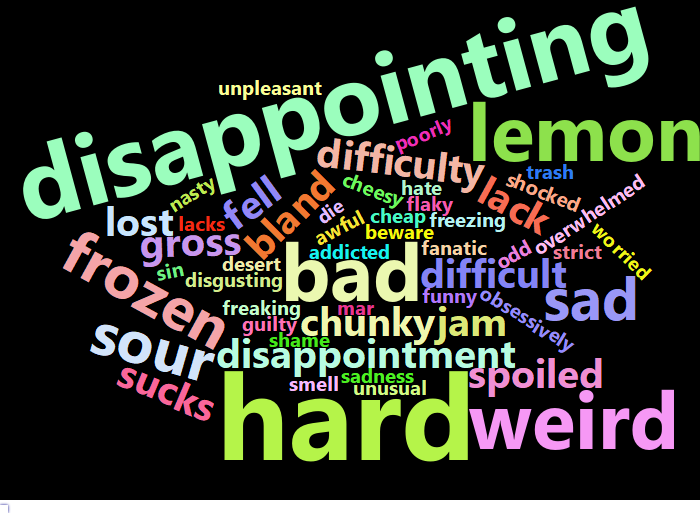 disappointing
unpleasant
lemon
poorly
difficulty
trash
nasty
fell
bland
cheesy
hate
lack
shocked
overwhelmed
die
flaky
lost
lacks
awful
cheap
freezing
worried
gross
beware
odd
strict
frozen
sin
disgusting
desert
addicted
bad
fanatic
difficult
sad
freaking
mar
funny
obsessively
guilty
chunky
jam
sour
shame
disappointment
sucks
smell
sadness
unusual
spoiled
hard
weird